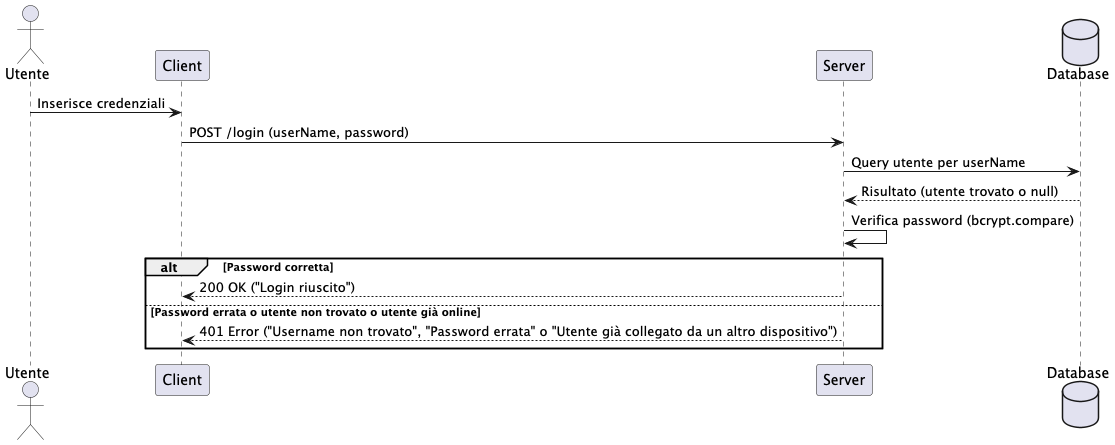 Utente
Client
Server
Database
Inserisce credenziali
POST /login (userName, password)
Query utente per userName
Risultato (utente trovato o null)
Verifica password (bcrypt.compare)
alt [Password corretta]
200 OK ("Login riuscito")
[Password errata o utente non trovato o utente già online]
401 Error ("Username non trovato", "Password errata" o "Utente già collegato da un altro dispositivo")
Utente
Client
Server
Database